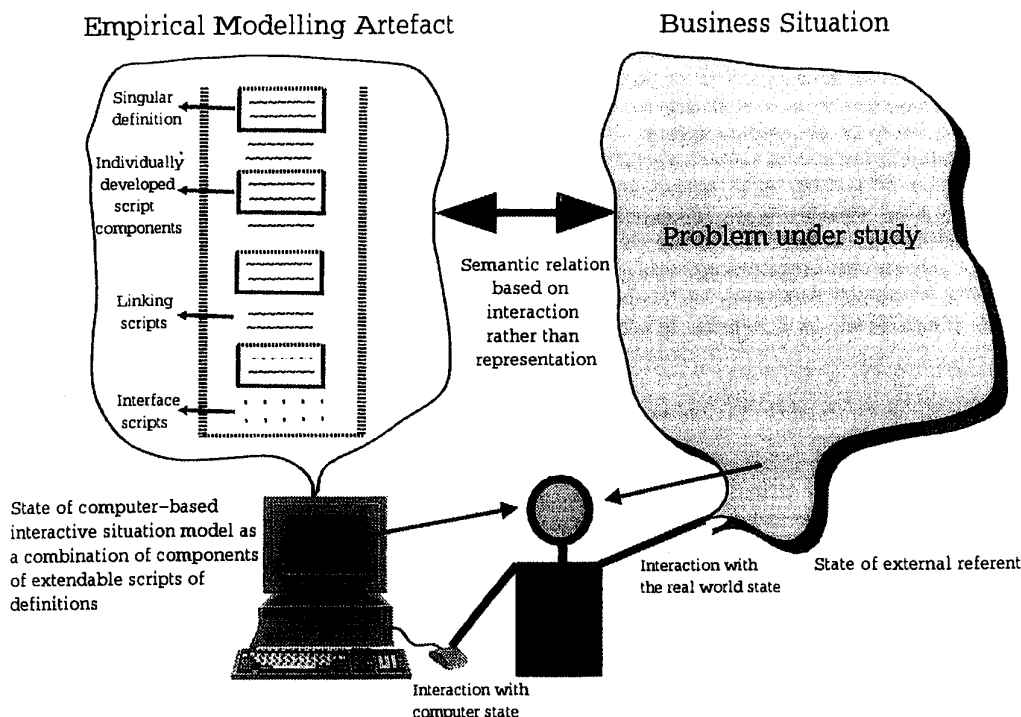 Empirical Modelling Artefact
Business Situation
Singular
definition
Individually
developed
script
components
Linking
scripts
Interface
scripts
Semantic relation
based on
interaction
rather than
representation
Problem under study
State of computer-based
interactive situation model as
a combination of components
of extendable scripts of
definitions
Interaction with
the real world state
State of external referent
Interaction with
computer state